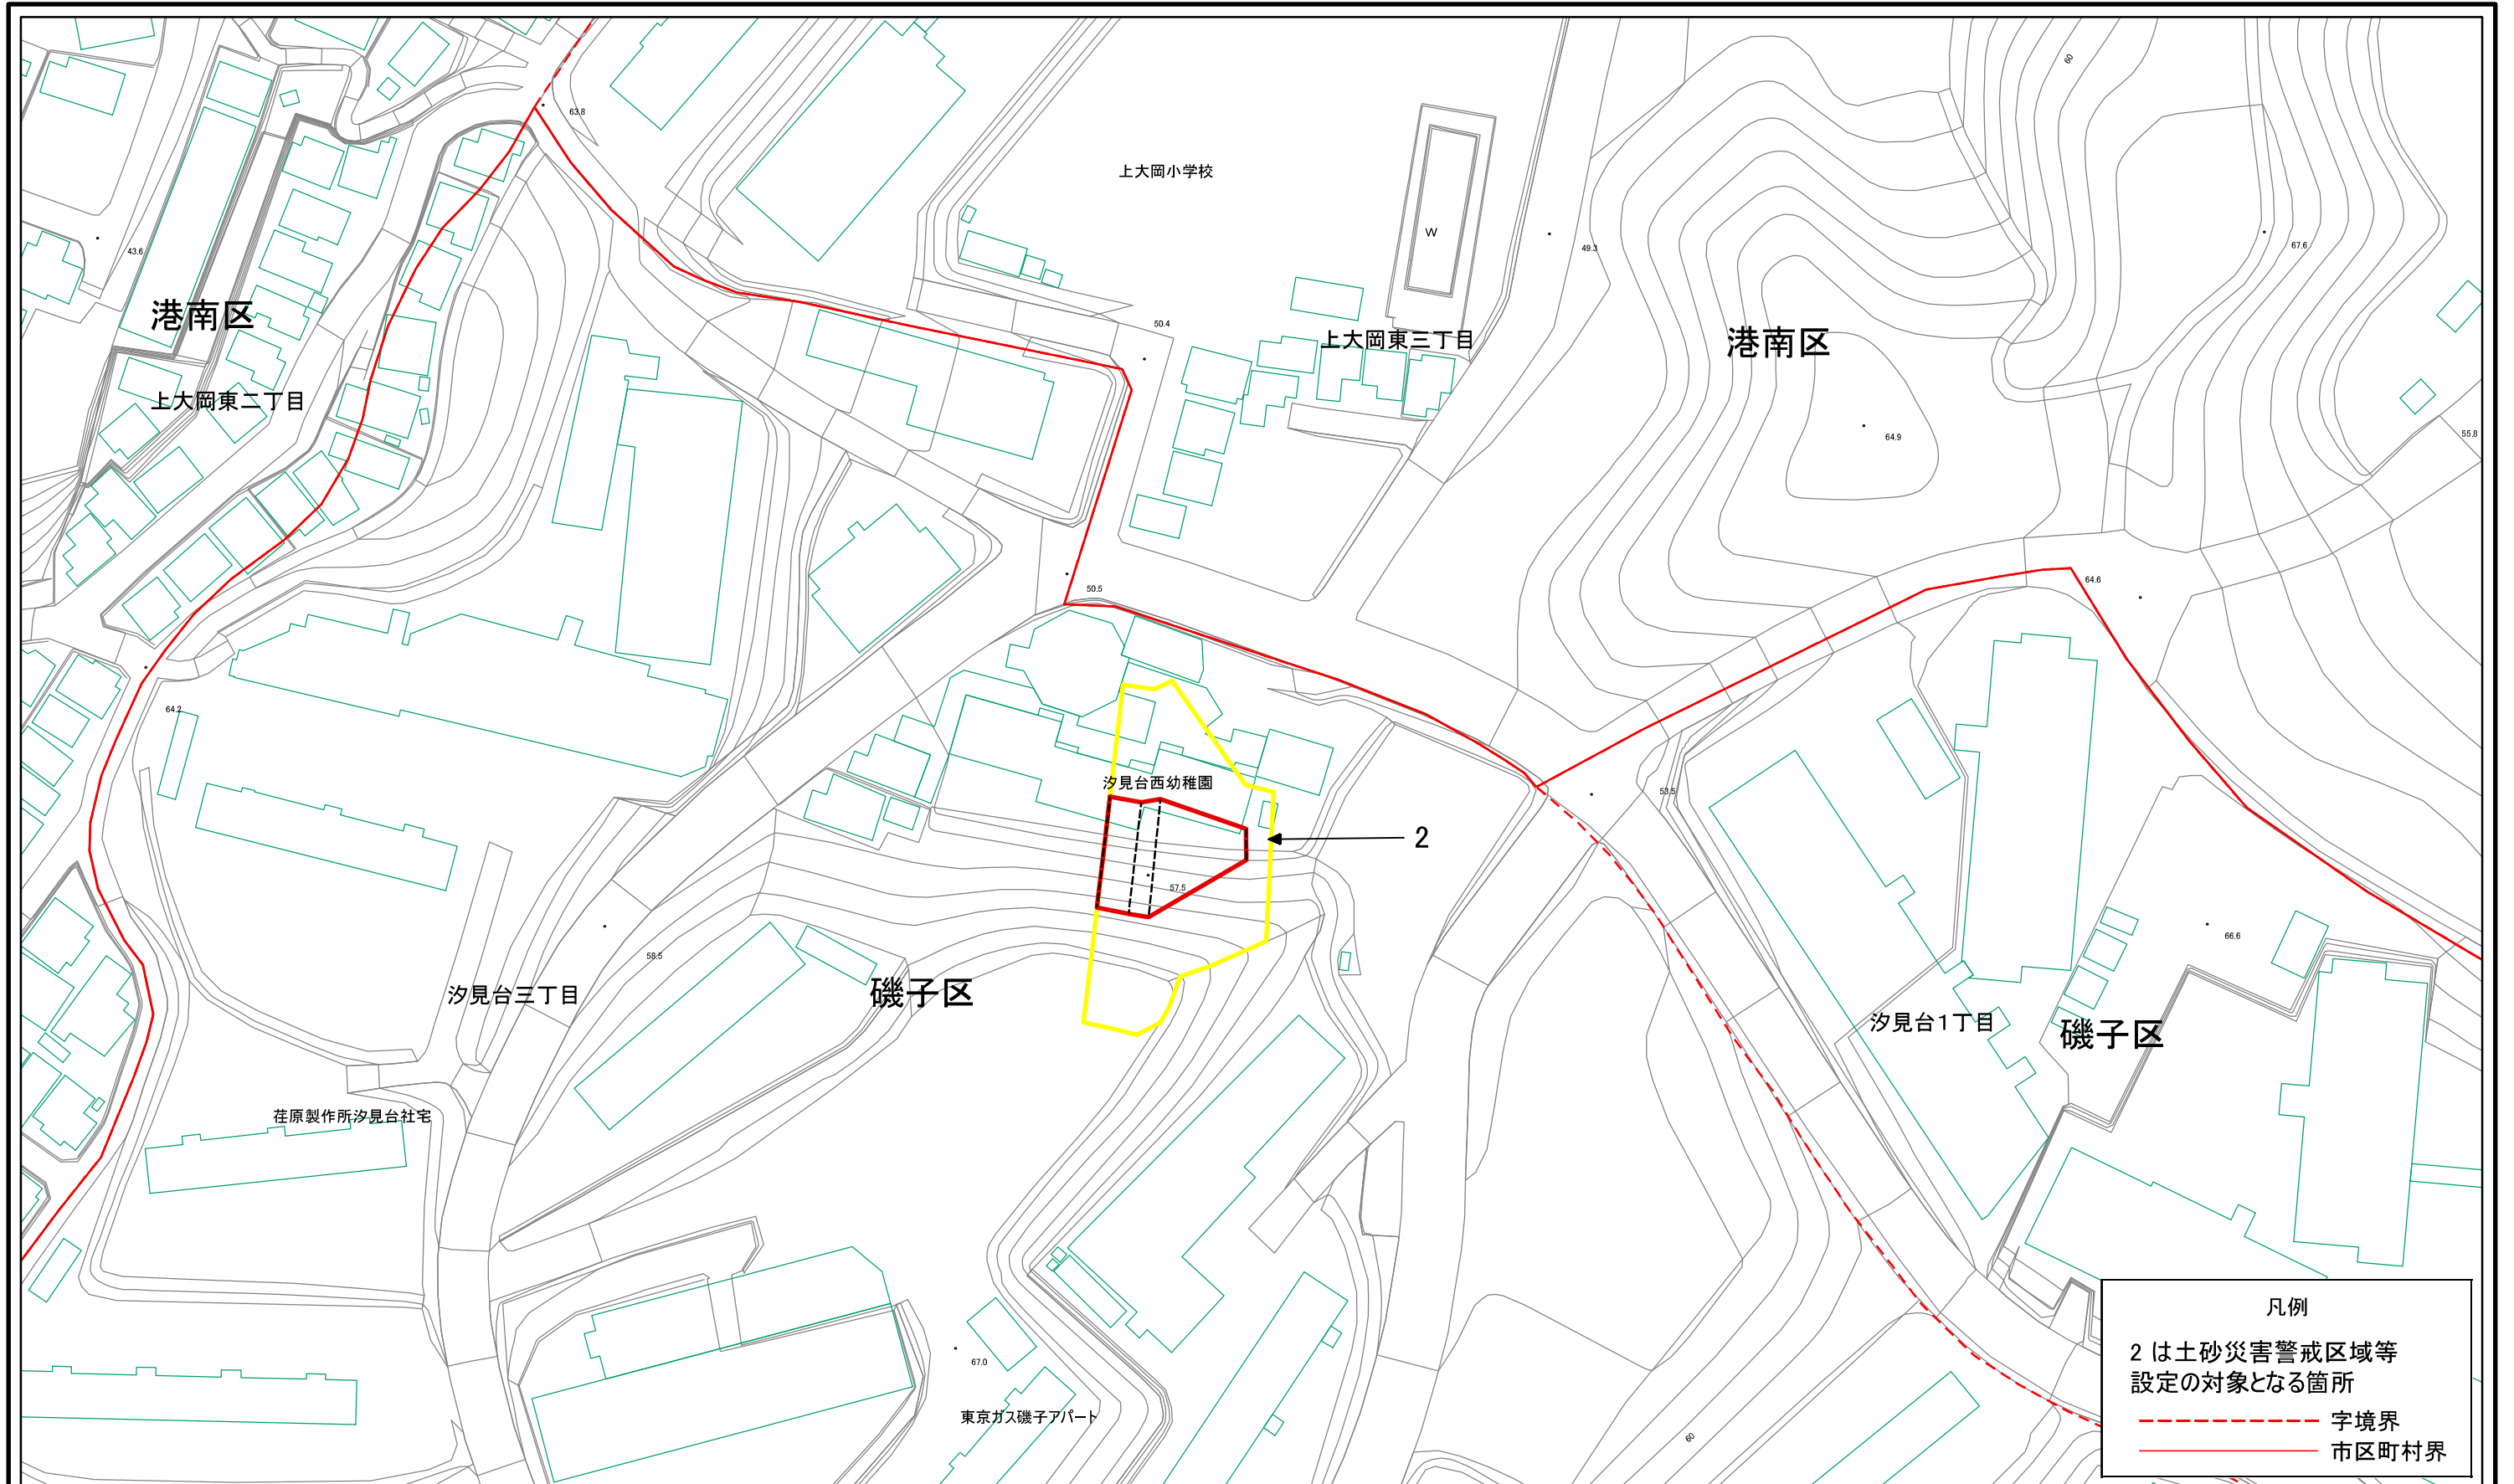 60
63.8
上大岡小学校
W
43.6
49.3
67.6
港南区
50.4
上大岡東三丁目
港南区
上大岡東二丁目
64.9
55.8
50.5
64.6
64.2
汐見台西幼稚園
53.5
2
57.5
66.6
58.5
汐見台三丁目
磯子区
汐見台1丁目
磯子区
荏原製作所汐見台社宅
67.0
東京ガス磯子アパート
60
凡例
2 は土砂災害警戒区域等
設定の対象となる箇所
字境界
市区町村界